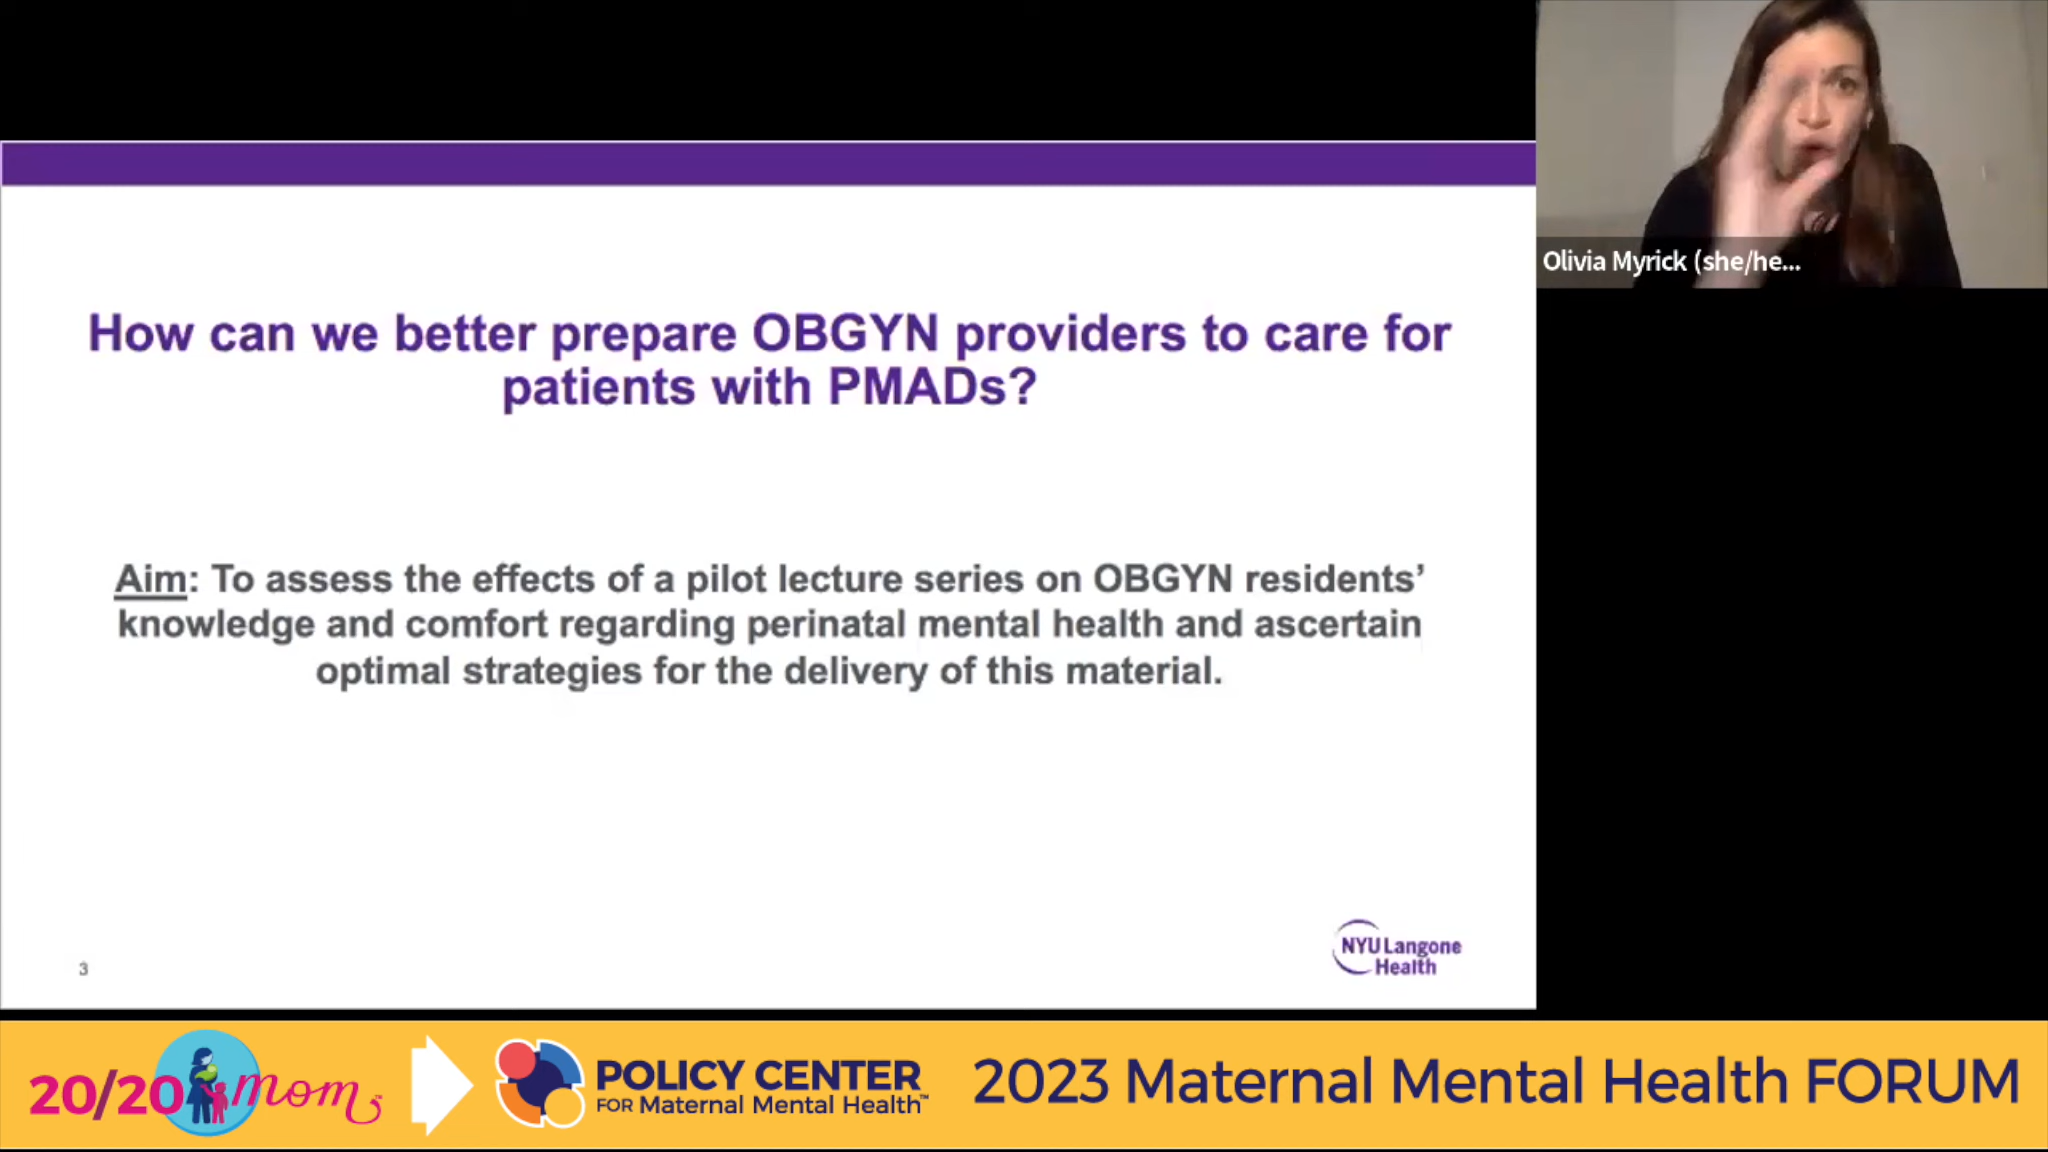 Olivia Myrick (she/he...
How can we better prepare OBGYN providers to care for
patients with PMADs?
Aim: To assess the effects of a pilot lecture series on OBGYN residents’
knowledge and comfort regarding perinatal mental health and ascertain
optimal strategies for the delivery of this material.
3
NYU Langone
Health
20/20 mom™
POLICY CENTER
FOR Maternal Mental Health™
2023 Maternal Mental Health FORUM